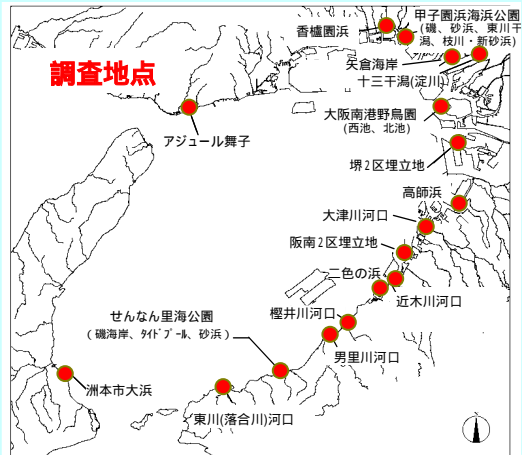 調査地点
香櫨園浜
甲子園浜海浜公園
(磯、砂浜、東川干
潟、枝川・新砂浜)
矢倉海岸
十三干潟(淀川)
大阪南港野鳥園
(西池、北池)
アジュール舞子
堺2区埋立地
高師浜
大津川河口
阪南2区埋立地
二色の浜
近木川河口
樫井川河口
男里川河口
せんなん里海公園
(磯海岸、タイドプール、砂浜)
洲本市大浜
東川(落合川)河口